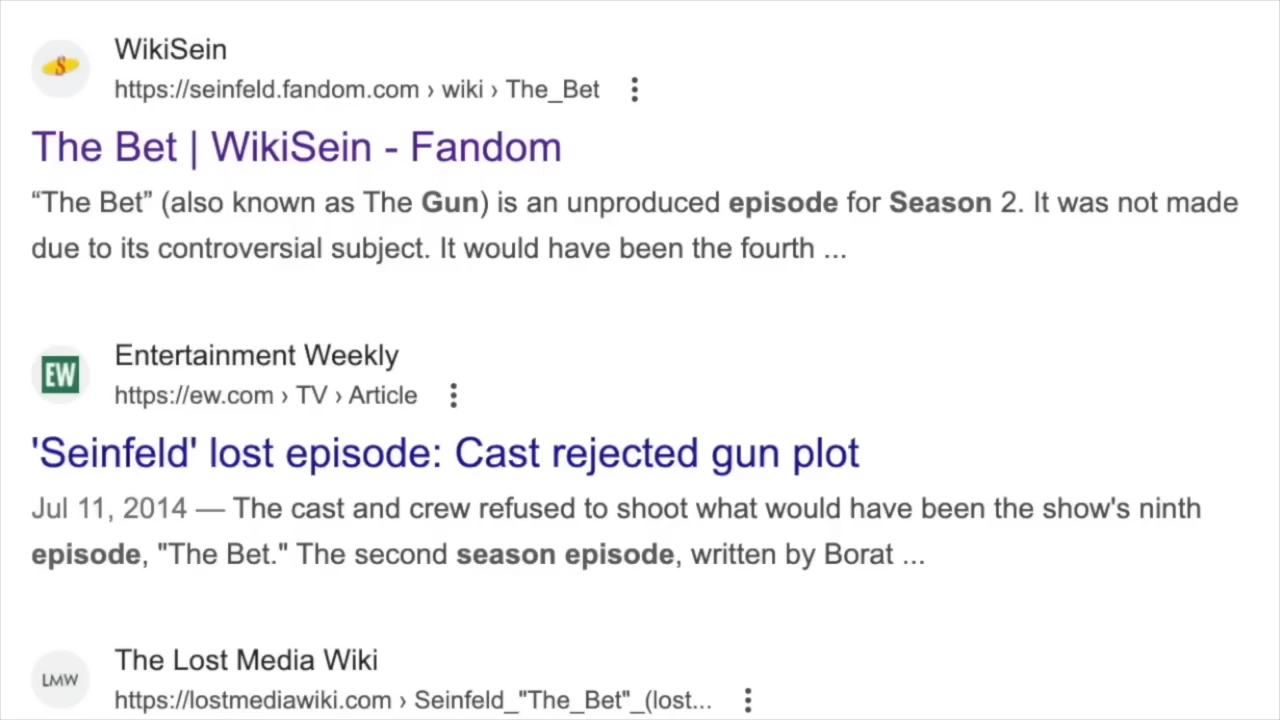 S
WikiSein
https://seinfeld.fandom.com › wiki › The_Bet
The Bet | WikiSein - Fandom
“The Bet” (also known as The Gun) is an unproduced episode for Season 2. It was not made
due to its controversial subject. It would have been the fourth ...
EW
Entertainment Weekly
https://ew.com › TV › Article
'Seinfeld' lost episode: Cast rejected gun plot
Jul 11, 2014 — The cast and crew refused to shoot what would have been the show's ninth
episode, "The Bet." The second season episode, written by Borat ...
LMW
The Lost Media Wiki
https://lostmediawiki.com › Seinfeld_"The_Bet"_(lost...